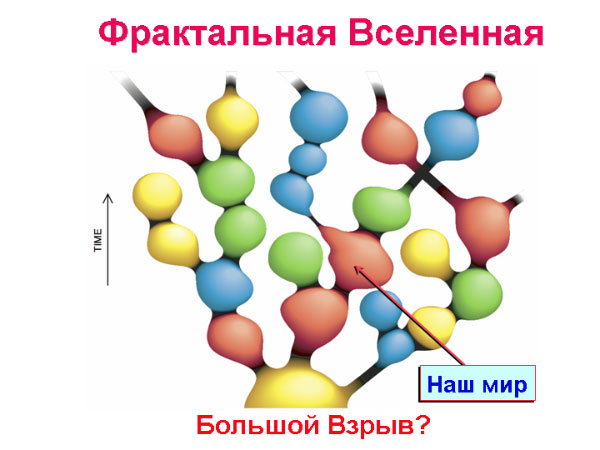 Фрактальная Вселенная
TIME
Наш мир
Большой Взрыв?